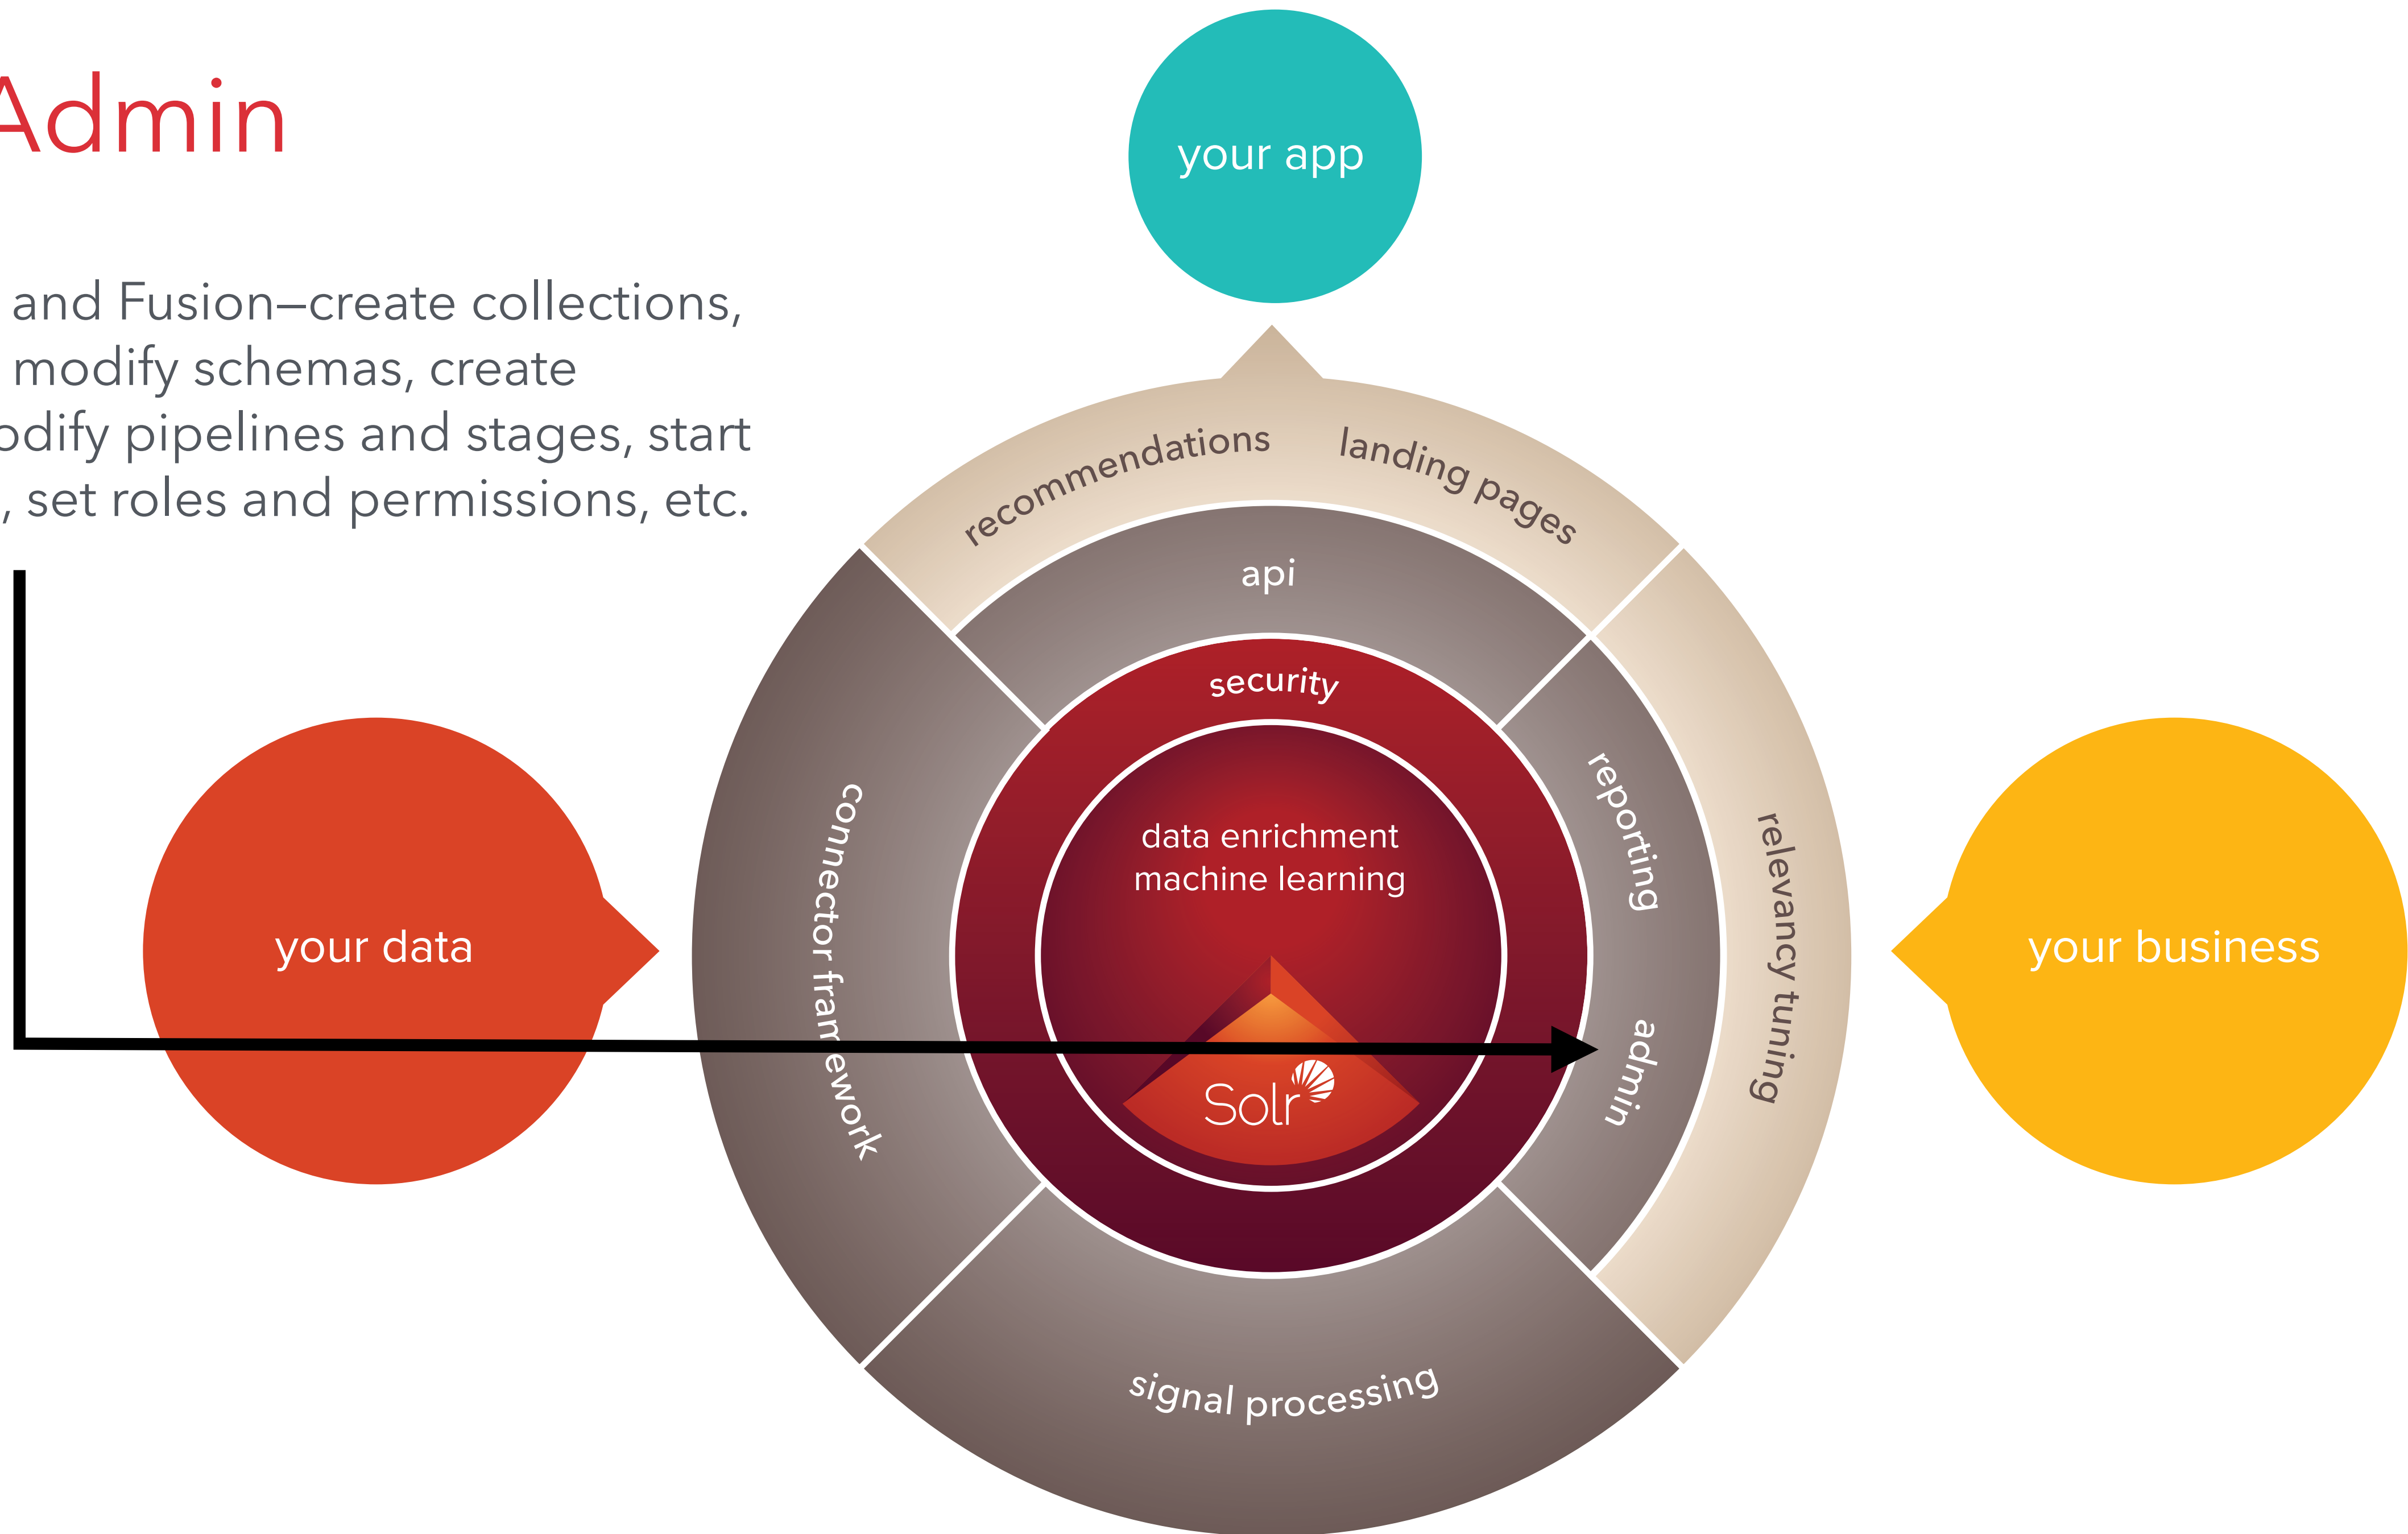 Admin
and Fusion—create collections,
modify schemas, create
odify pipelines and stages, start
, set roles and permissions, etc.
your app
recommendations
landing pages
api
security
data enrichment
machine learning
Solr
reporting
admin
relevancy tuning
connector framework
signal processing
your data
your business